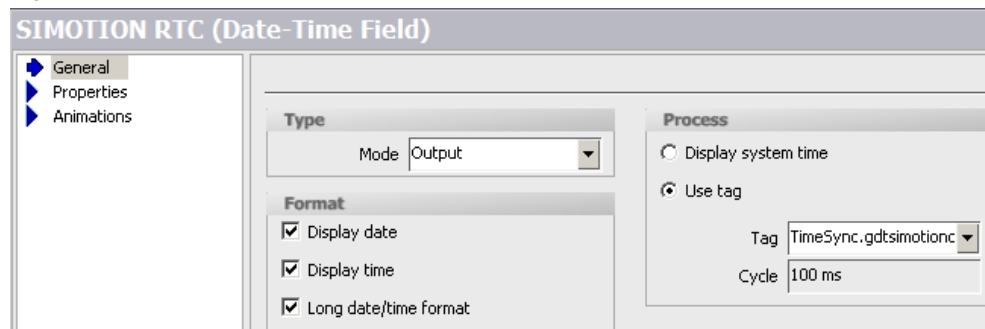 SIMOTION RTC (Date-Time Field)
General
Properties
Animations
Type
Mode Output
Format
Display date
Display time
Long date/time format
Process
Display system time
Use tag
Tag TimeSync.gdtsimotionc
Cycle 100 ms